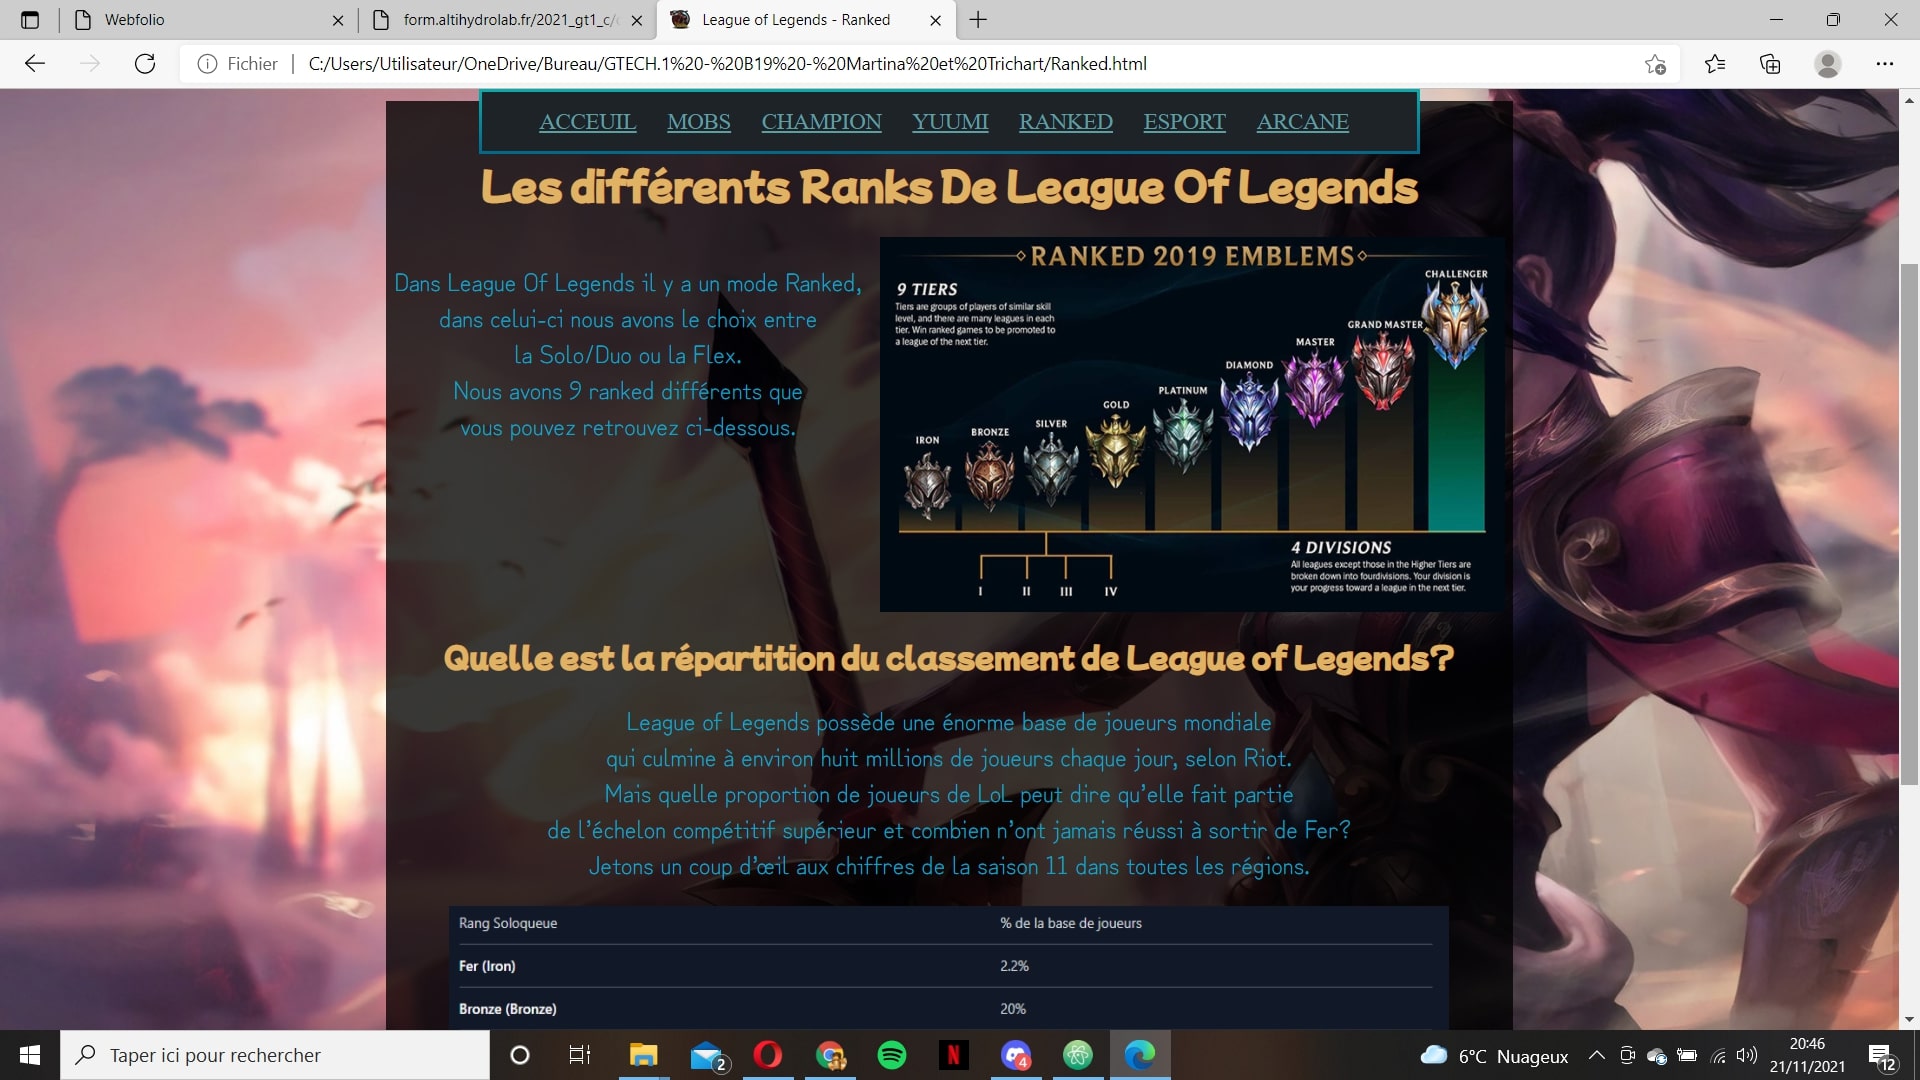 Webfolio
form.altihydrolab.fr/2021_gt1_c/
League of Legends - Ranked
Fichier
C:/Users/Utilisateur/OneDrive/Bureau/GTECH.1%20-%20B19%20-%20Martina%20et%20Trichart/Ranked.html
ACCEUIL MOBS CHAMPION YUUMI RANKED ESPORT ARCANE
Les différents Ranks De League Of Legends
Dans League Of Legends il y a un mode Ranked,
dans celui-ci nous avons le choix entre
la Solo/Duo ou la Flex.
Nous avons 9 ranked différents que
vous pouvez retrouvez ci-dessous.
RANKED 2019 EMBLEMS
9 TIERS
Tiers are groups of players of similar skill
level, and there are many leagues in each
tier. Win ranked games to be promoted to
a league of the next tier.
IRON
BRONZE
SILVER
GOLD
PLATINUM
DIAMOND
MASTER
GRAND MASTER
CHALLENGER
I II III IV
4 DIVISIONS
All leagues except those in the Higher Tiers are
broken down into fourdivisions. Your division is
your progress toward a league in the next tier.
Quelle est la répartition du classement de League of Legends?
League of Legends possède une énorme base de joueurs mondiale
qui culmine à environ huit millions de joueurs chaque jour, selon Riot.
Mais quelle proportion de joueurs de LoL peut dire qu'elle fait partie
de l'échelon compétitif supérieur et combien n'ont jamais réussi à sortir de Fer?
Jetons un coup d'œil aux chiffres de la saison 11 dans toutes les régions.
Rang Soloqueue % de la base de joueurs
Fer (Iron) 2.2%
Bronze (Bronze) 20%
Taper ici pour rechercher
2
N
4
6°C Nuageux
20:46
21/11/2021
12